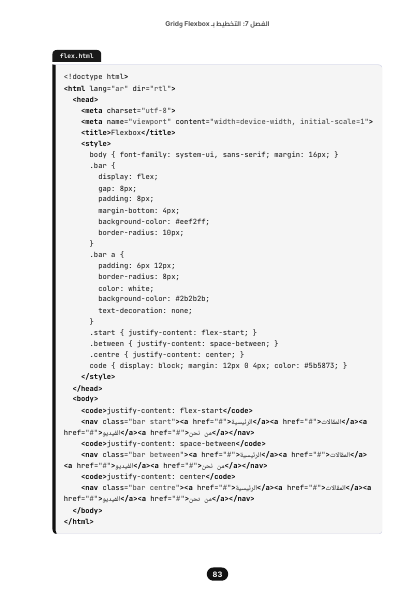 الفصل 7: التخطيط بـ Flexbox وGrid
flex.html
<!doctype html>
<html lang="ar" dir="rtl">
  <head>
    <meta charset="utf-8">
    <meta name="viewport" content="width=device-width, initial-scale=1">
    <title>Flexbox</title>
    <style>
      body { font-family: system-ui, sans-serif; margin: 16px; }
      .bar {
        display: flex;
        gap: 8px;
        padding: 8px;
        margin-bottom: 4px;
        background-color: #eef2ff;
        border-radius: 10px;
      }
      .bar a {
        padding: 6px 12px;
        border-radius: 8px;
        color: white;
        background-color: #2b2b2b;
        text-decoration: none;
      }
      .start { justify-content: flex-start; }
      .between { justify-content: space-between; }
      .centre { justify-content: center; }
      code { display: block; margin: 12px 0 4px; color: #5b5873; }
    </style>
  </head>
  <body>
    <code>justify-content: flex-start</code>
    <nav class="bar start"><a href="#">الرئيسية</a><a href="#">المقالات</a><a
href="#">الفيديو</a><a href="#">من نحن</a></nav>
    <code>justify-content: space-between</code>
    <nav class="bar between"><a href="#">الرئيسية</a><a href="#">المقالات</a>
<a href="#">الفيديو</a><a href="#">من نحن</a></nav>
    <code>justify-content: center</code>
    <nav class="bar centre"><a href="#">الرئيسية</a><a href="#">المقالات</a><a
href="#">الفيديو</a><a href="#">من نحن</a></nav>
  </body>
</html>
83